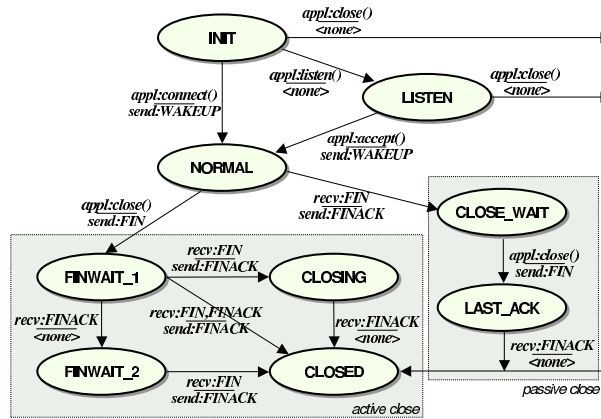 appl:close()
<none>
INIT
appl:listen()
<none>
appl:close()
<none>
appl:connect()
send:WAKEUP
LISTEN
appl:accept()
send:WAKEUP
NORMAL
recv:FIN
send:FINACK
appl:close()
send:FIN
CLOSE_WAIT
recv:FIN
send:FINACK
appl:close()
send:FIN
FINWAIT_1
CLOSING
LAST_ACK
recv:FINACK
<none>
recv:FIN,FINACK
send:FINACK
recv:FINACK
<none>
recv:FINACK
<none>
FINWAIT_2
recv:FIN
send:FINACK
CLOSED
passive close
active close